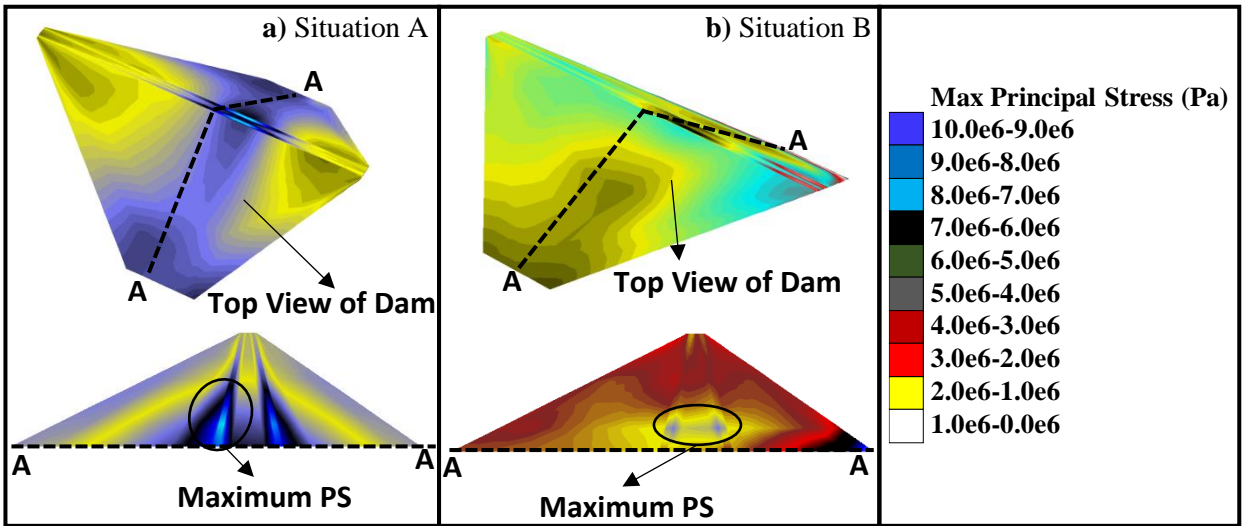 a) Situation A
A
A
Top View of Dam
A
A
Maximum PS
b) Situation B
A
A
Top View of Dam
A
A
Maximum PS
Max Principal Stress (Pa)
10.0e6-9.0e6
9.0e6-8.0e6
8.0e6-7.0e6
7.0e6-6.0e6
6.0e6-5.0e6
5.0e6-4.0e6
4.0e6-3.0e6
3.0e6-2.0e6
2.0e6-1.0e6
1.0e6-0.0e6